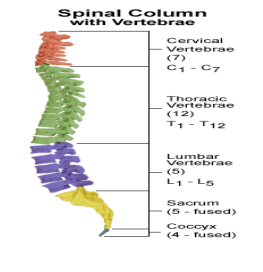 Spinal Column
with Vertebrae
Cervical
Vertebrae
(7)
C1 - C7
Thoracic
Vertebrae
(12)
T1 - T12
Lumbar
Vertebrae
(5)
L1 - L5
Sacrum
(5 - fused)
Coccyx
(4 - fused)